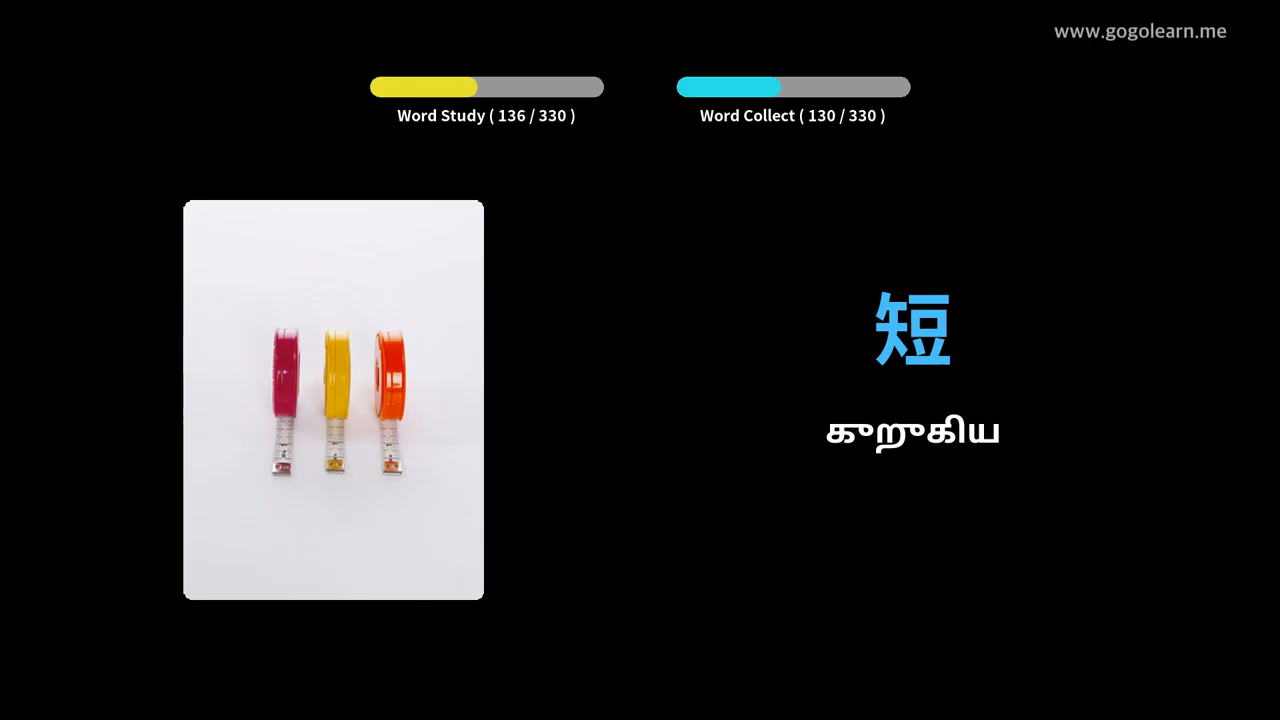 www.gogolearn.me
Word Study ( 136 / 330 )
Word Collect ( 130 / 330 )
短
குறுகிய